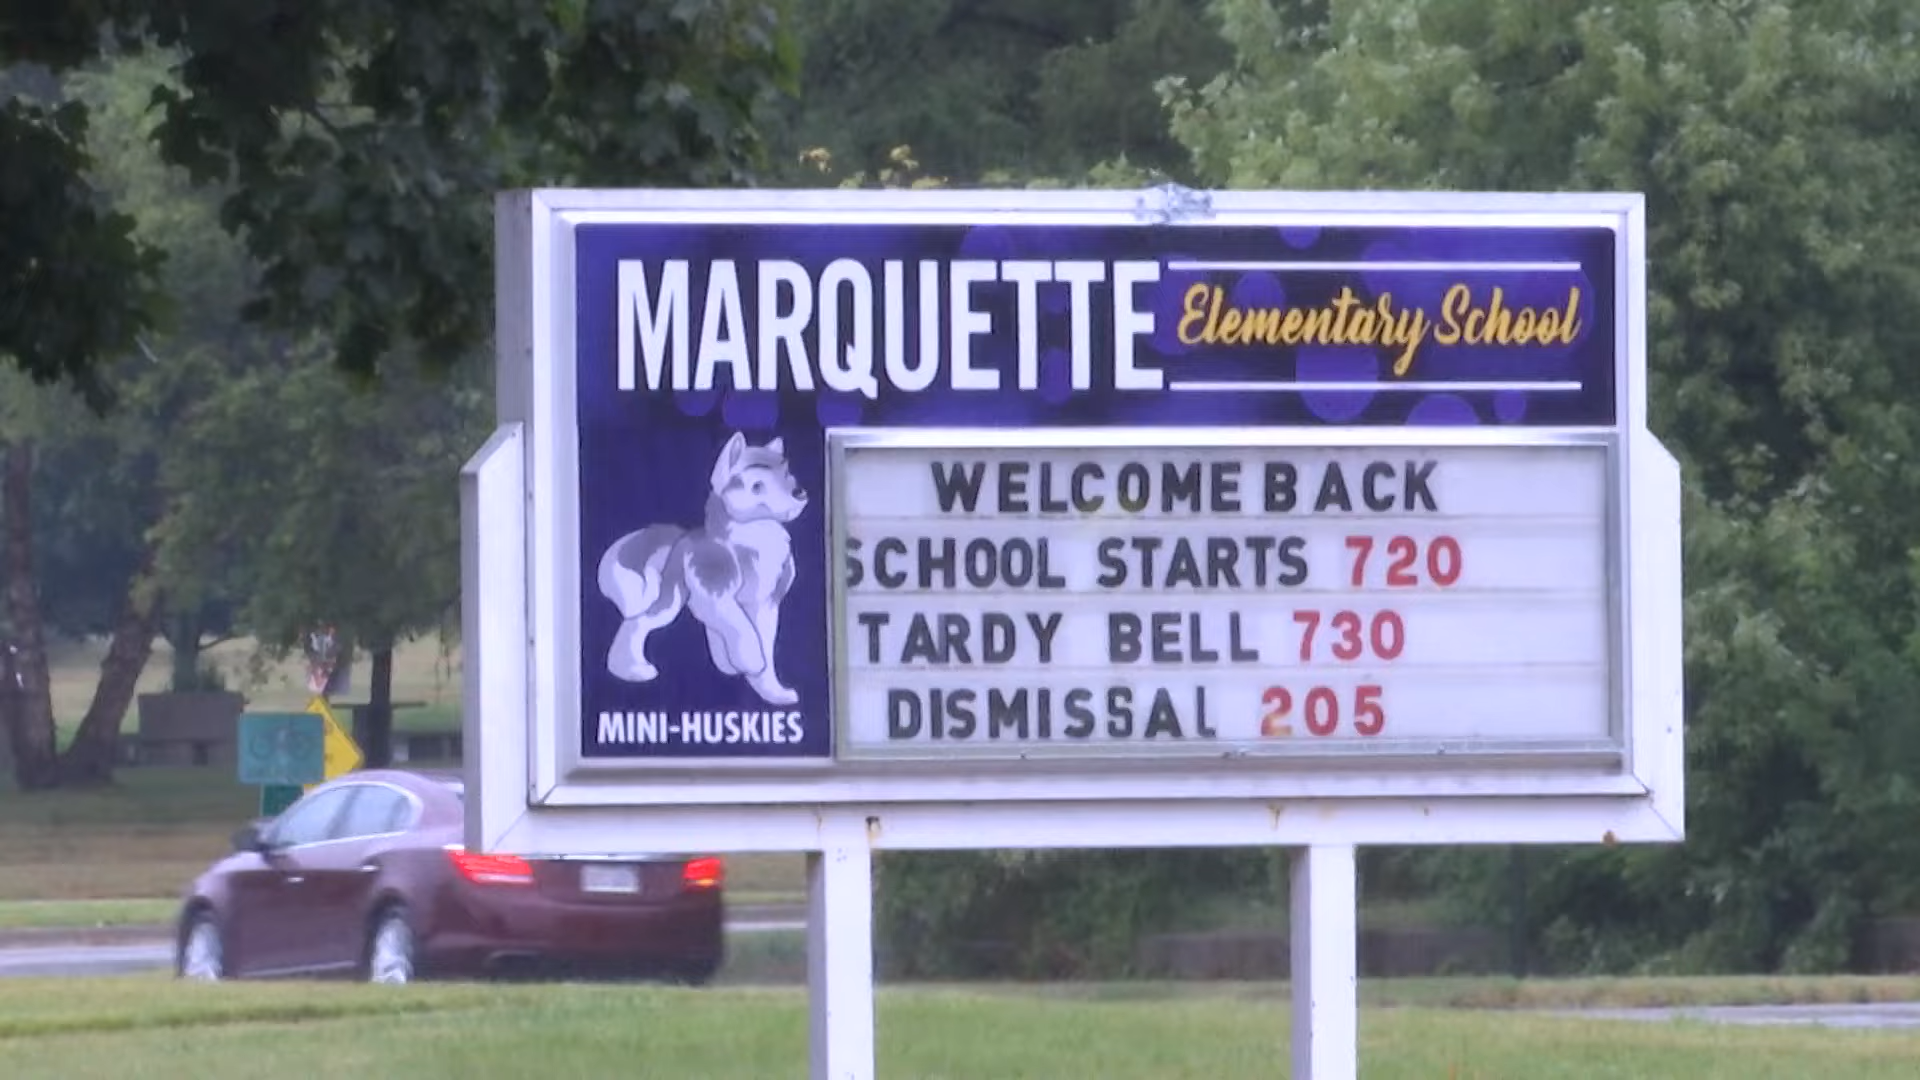 MARQUETTE Elementary School
WELCOME BACK
SCHOOL STARTS 720
TARDY BELL 730
DISMISSAL 205
MINI-HUSKIES